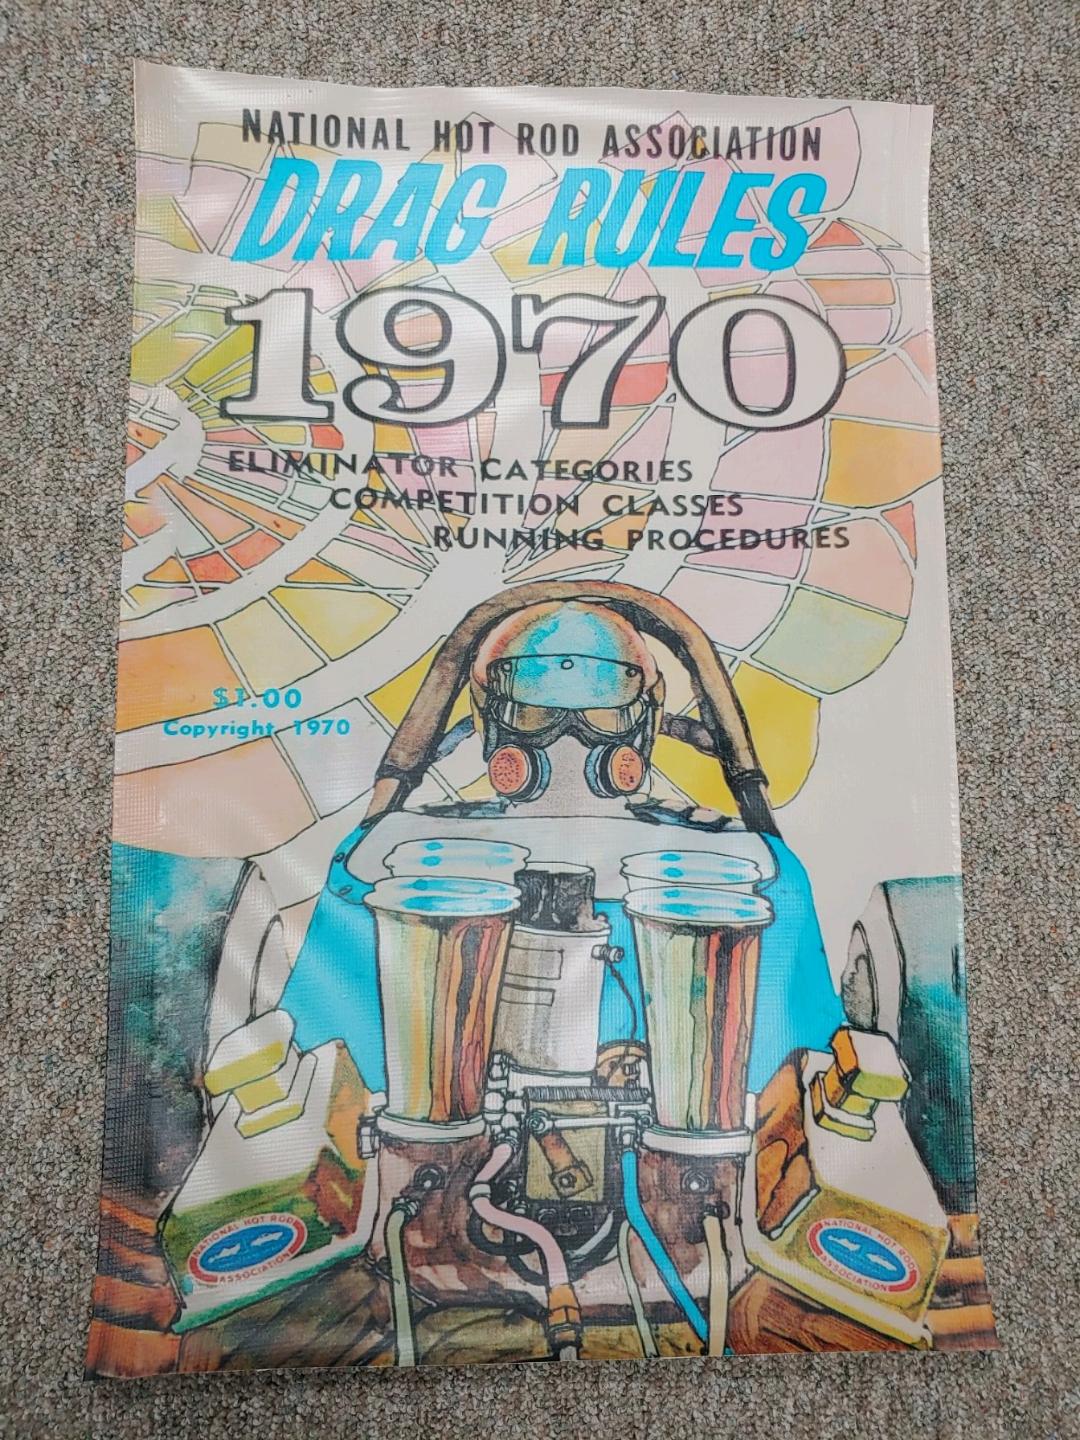 NATIONAL HOT ROD ASSOCIATION
DRAG RULES
1970
ELIMINATOR CATEGORIES
COMPETITION CLASSES
RUNNING PROCEDURES
$1.00
Copyright, 1970
NATIONAL HOT ROD
ASSOCIATION
NATIONAL HOT ROD
ASSOCIATION